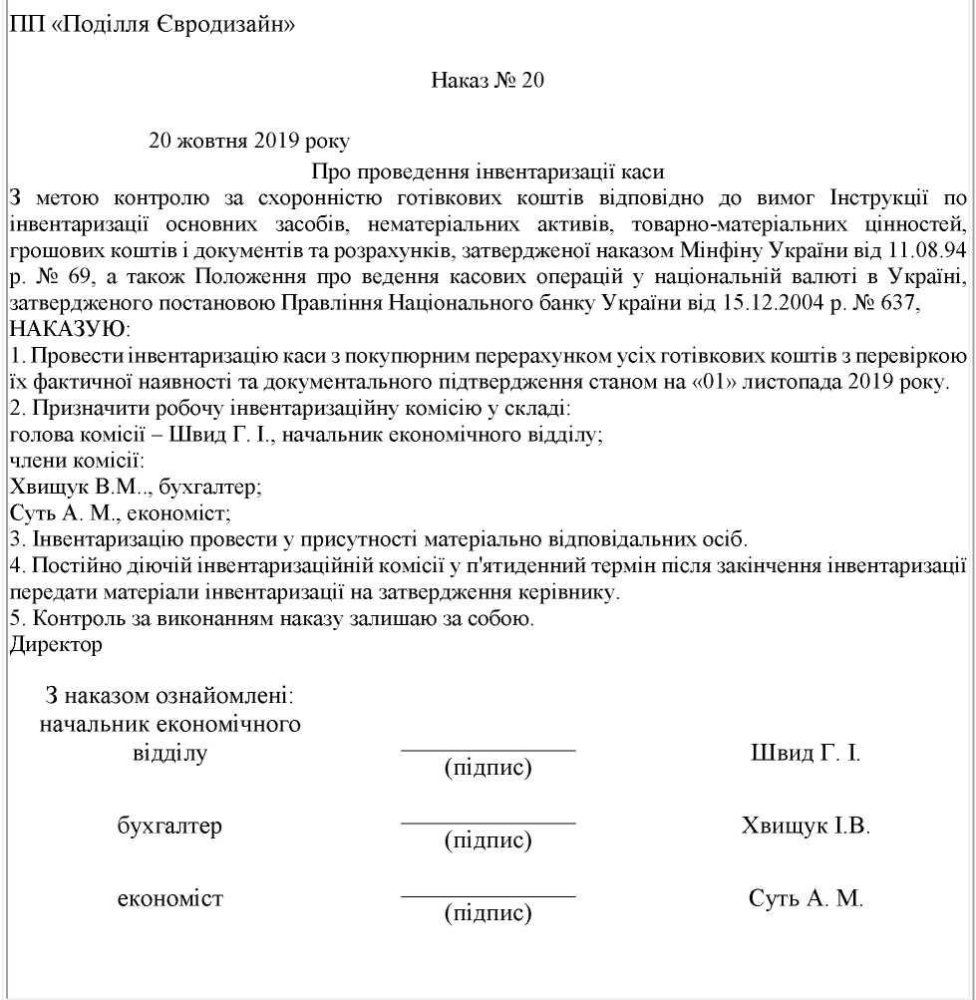 ПП «Поділля Євродизайн»
Наказ № 20
20 жовтня 2019 року
Про проведення інвентаризації каси
З метою контролю за схоронністю готівкових коштів відповідно до вимог Інструкції по
інвентаризації основних засобів, нематеріальних активів, товарно-матеріальних цінностей,
грошових коштів і документів та розрахунків, затвердженої наказом Мінфіну України від 11.08.94
р. № 69, а також Положення про ведення касових операцій у національній валюті в Україні,
затвердженого постановою Правління Національного банку України від 15.12.2004 р. № 637,
НАКАЗУЮ:
1. Провести інвентаризацію каси з покупюрним перерахунком усіх готівкових коштів з перевіркою
їх фактичної наявності та документального підтвердження станом на «01» листопада 2019 року.
2. Призначити робочу інвентаризаційну комісію у складі:
голова комісії – Швид Г. І., начальник економічного відділу;
члени комісії:
Хвищук В.М.., бухгалтер;
Суть А. М., економіст;
3. Інвентаризацію провести у присутності матеріально відповідальних осіб.
4. Постійно діючій інвентаризаційній комісії у п'ятиденний термін після закінчення інвентаризації
передати матеріали інвентаризації на затвердження керівнику.
5. Контроль за виконанням наказу залишаю за собою.
Директор
З наказом ознайомлені:
начальник економічного
відділу Швид Г. І.
(підпис)
бухгалтер Хвищук І.В.
(підпис)
економіст Суть А. М.
(підпис)